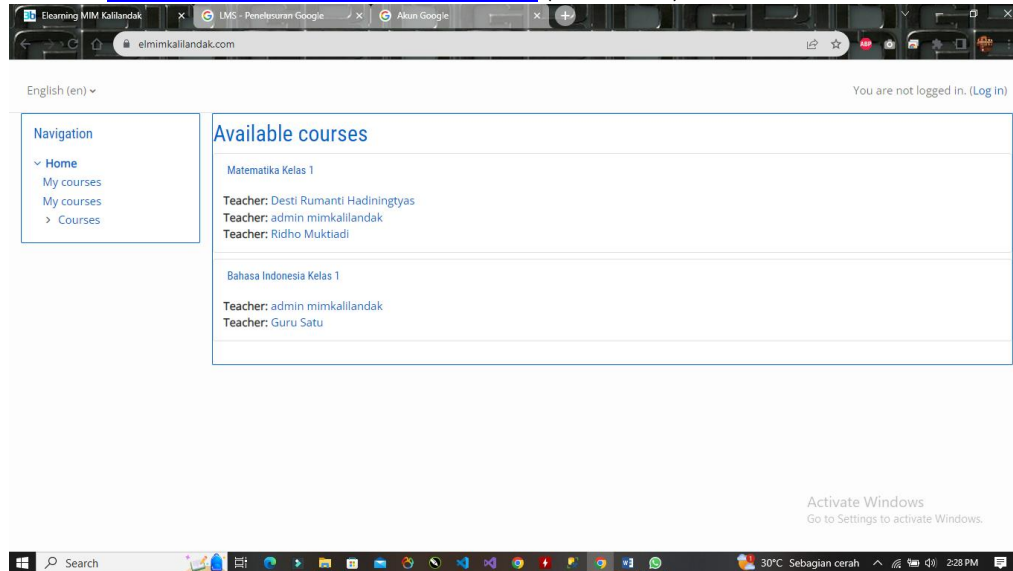 Elearning MIM Kalilandak
LMS - Penelusuran Google
Akun Google
elmimkalilandak.com
ABP
English (en)
You are not logged in. (Log in)
Navigation
Home
My courses
My courses
Courses
Available courses
Matematika Kelas 1
Teacher: Desti Rumanti Hadiningtyas
Teacher: admin mimkalilandak
Teacher: Ridho Muktiadi
Bahasa Indonesia Kelas 1
Teacher: admin mimkalilandak
Teacher: Guru Satu
Activate Windows
Go to Settings to activate Windows.
Search
30°C Sebagian cerah
2:28 PM